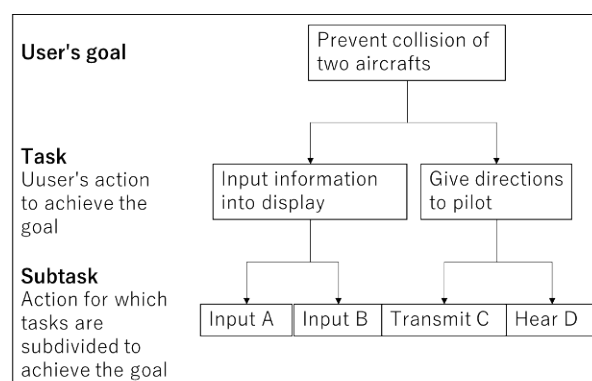 User's goal
Prevent collision of
two aircrafts
Task
Uuser's action
to achieve the
goal
Input information
into display
Give directions
to pilot
Subtask
Action for which
tasks are
subdivided to
achieve the goal
Input A
Input B
Transmit C
Hear D